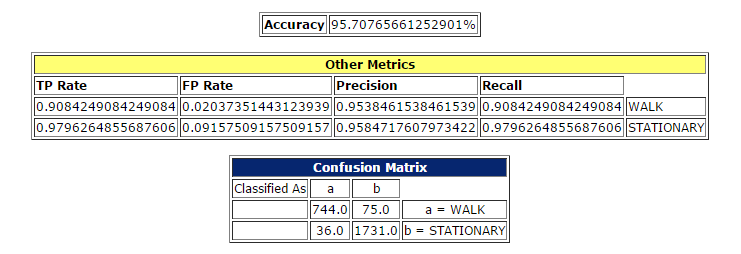 Accuracy 95.70765661252901%
Other Metrics
TP Rate FP Rate Precision Recall
0.9084249084249084 0.02037351443123939 0.9538461538461539 0.9084249084249084 WALK
0.9796264855687606 0.09157509157509157 0.9584717607973422 0.9796264855687606 STATIONARY
Confusion Matrix
Classified As a b
744.0 75.0 a = WALK
36.0 1731.0 b = STATIONARY